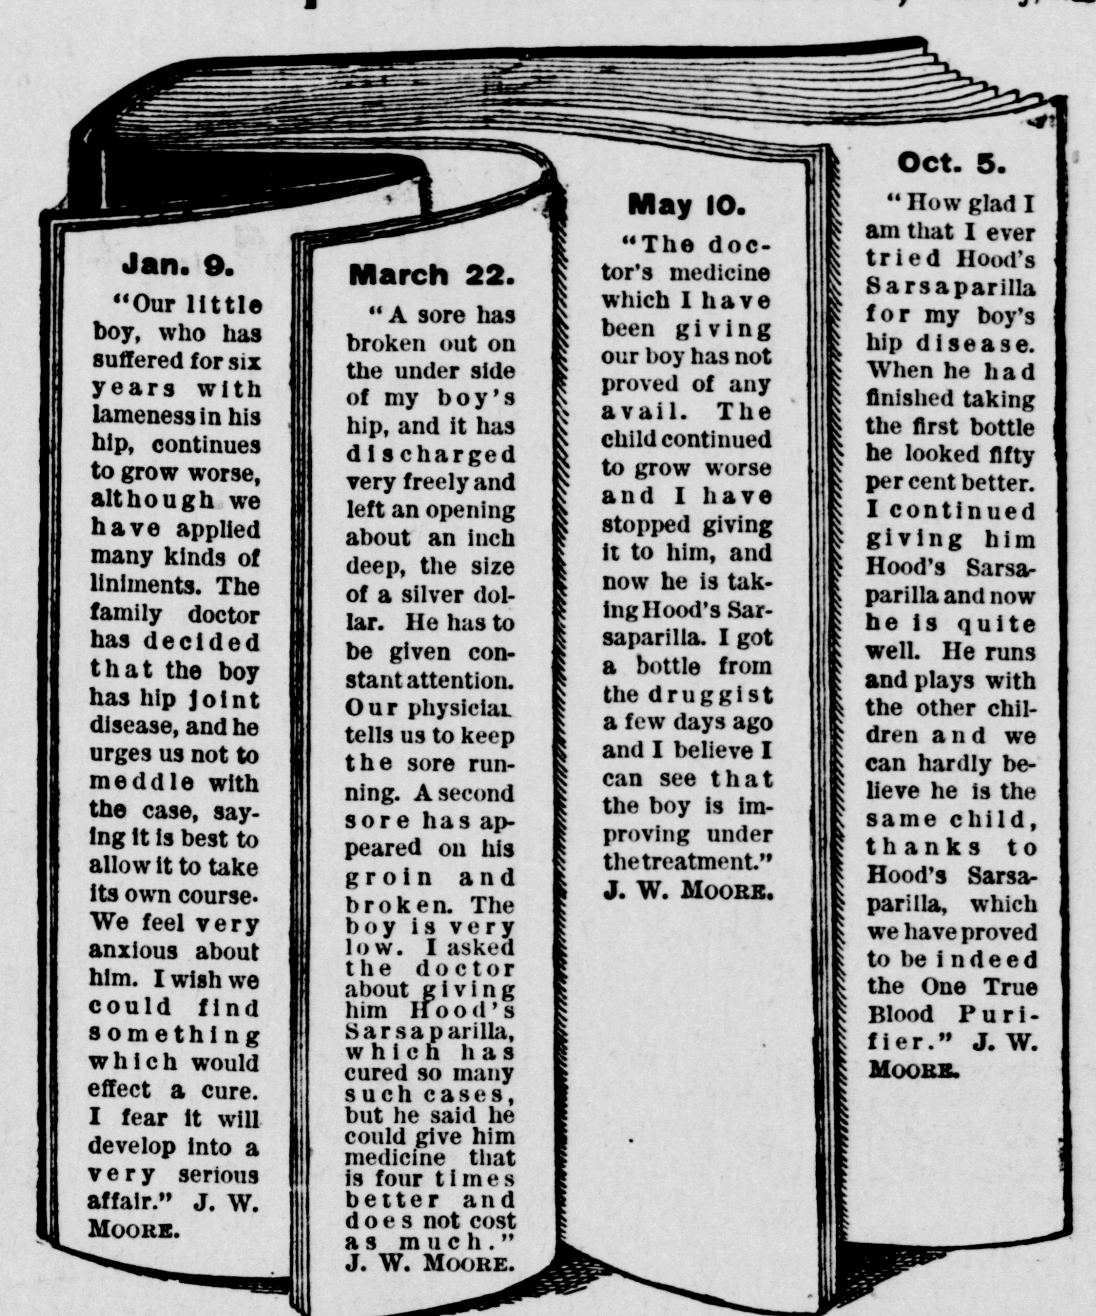 Jan. 9.
"Our little
boy, who has
suffered for six
years with
lameness in his
hip, continues
to grow worse,
although we
have applied
many kinds of
liniments. The
family doctor
has decided
that the boy
has hip joint
disease, and he
urges us not to
meddle with
the case, say-
ing it is best to
allow it to take
its own course.
We feel very
anxious about
him. I wish we
could find
something
which would
effect a cure.
I fear it will
develop into a
very serious
affair." J. W.
MOORE.
March 22.
"A sore has
broken out on
the under side
of my boy's
hip, and it has
discharged
very freely and
left an opening
about an inch
deep, the size
of a silver dol-
lar. He has to
be given con-
stant attention.
Our physician
tells us to keep
the sore run-
ning. A second
sore has ap-
peared on his
groin and
broken. The
boy is very
low. I asked
the doctor
about giving
him Hood's
Sarsaparilla,
which has
cured so many
such cases,
but he said he
could give him
medicine that
is four times
better and
does not cost
as much."
J. W. MOORE.
May 10.
"The doc-
tor's medicine
which I have
been giving
our boy has not
proved of any
avail. The
child continued
to grow worse
and I have
stopped giving
it to him, and
now he is tak-
ing Hood's Sar-
saparilla. I got
a bottle from
the druggist
a few days ago
and I believe I
can see that
the boy is im-
proving under
the treatment."
J. W. MOORE.
Oct. 5.
"How glad I
am that I ever
tried Hood's
Sarsaparilla
for my boy's
hip disease.
When he had
finished taking
the first bottle
he looked fifty
per cent better.
I continued
giving him
Hood's Sarsa-
parilla and now
he is quite
well. He runs
and plays with
the other chil-
dren and we
can hardly be-
lieve he is the
same child,
thanks to
Hood's Sarsa-
parilla, which
we have proved
to be indeed
the One True
Blood Puri-
fier." J. W.
MOORE.